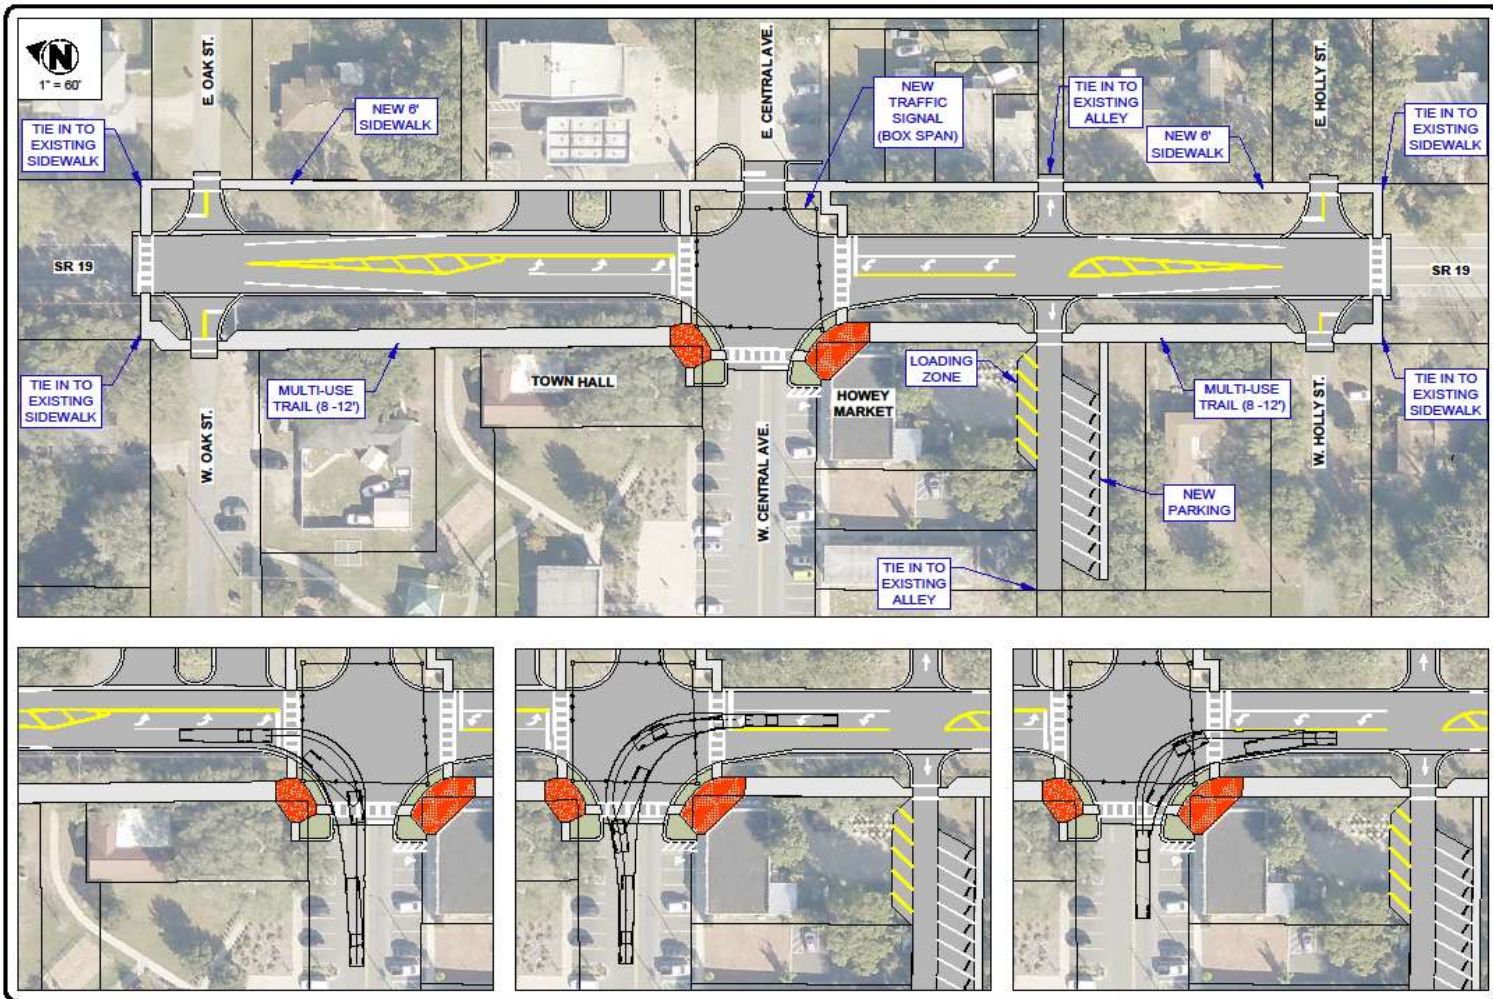 N
1" = 60'
E. OAK ST.
E. CENTRAL AVE.
E. HOLLY ST.
TIE IN TO
EXISTING
SIDEWALK
NEW 6'
SIDEWALK
NEW
TRAFFIC
SIGNAL
(BOX SPAN)
TIE IN TO
EXISTING
ALLEY
NEW 6'
SIDEWALK
TIE IN TO
EXISTING
SIDEWALK
SR 19
SR 19
TIE IN TO
EXISTING
SIDEWALK
MULTI-USE
TRAIL (8 -12')
TOWN HALL
HOWEY
MARKET
LOADING
ZONE
MULTI-USE
TRAIL (8 -12')
TIE IN TO
EXISTING
SIDEWALK
W. OAK ST.
W. CENTRAL AVE.
W. HOLLY ST.
NEW
PARKING
TIE IN TO
EXISTING
ALLEY